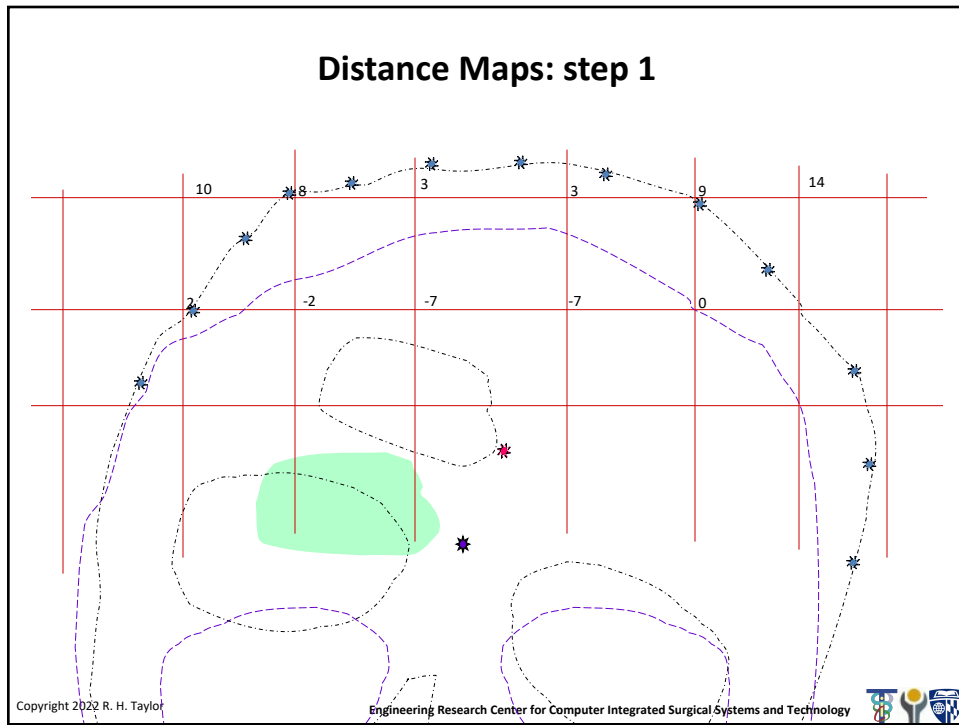 Distance Maps: step 1
10 8 3 3 9 14
2 -2 -7 -7 0
Copyright 2022 R. H. Taylor
Engineering Research Center for Computer Integrated Surgical Systems and Technology